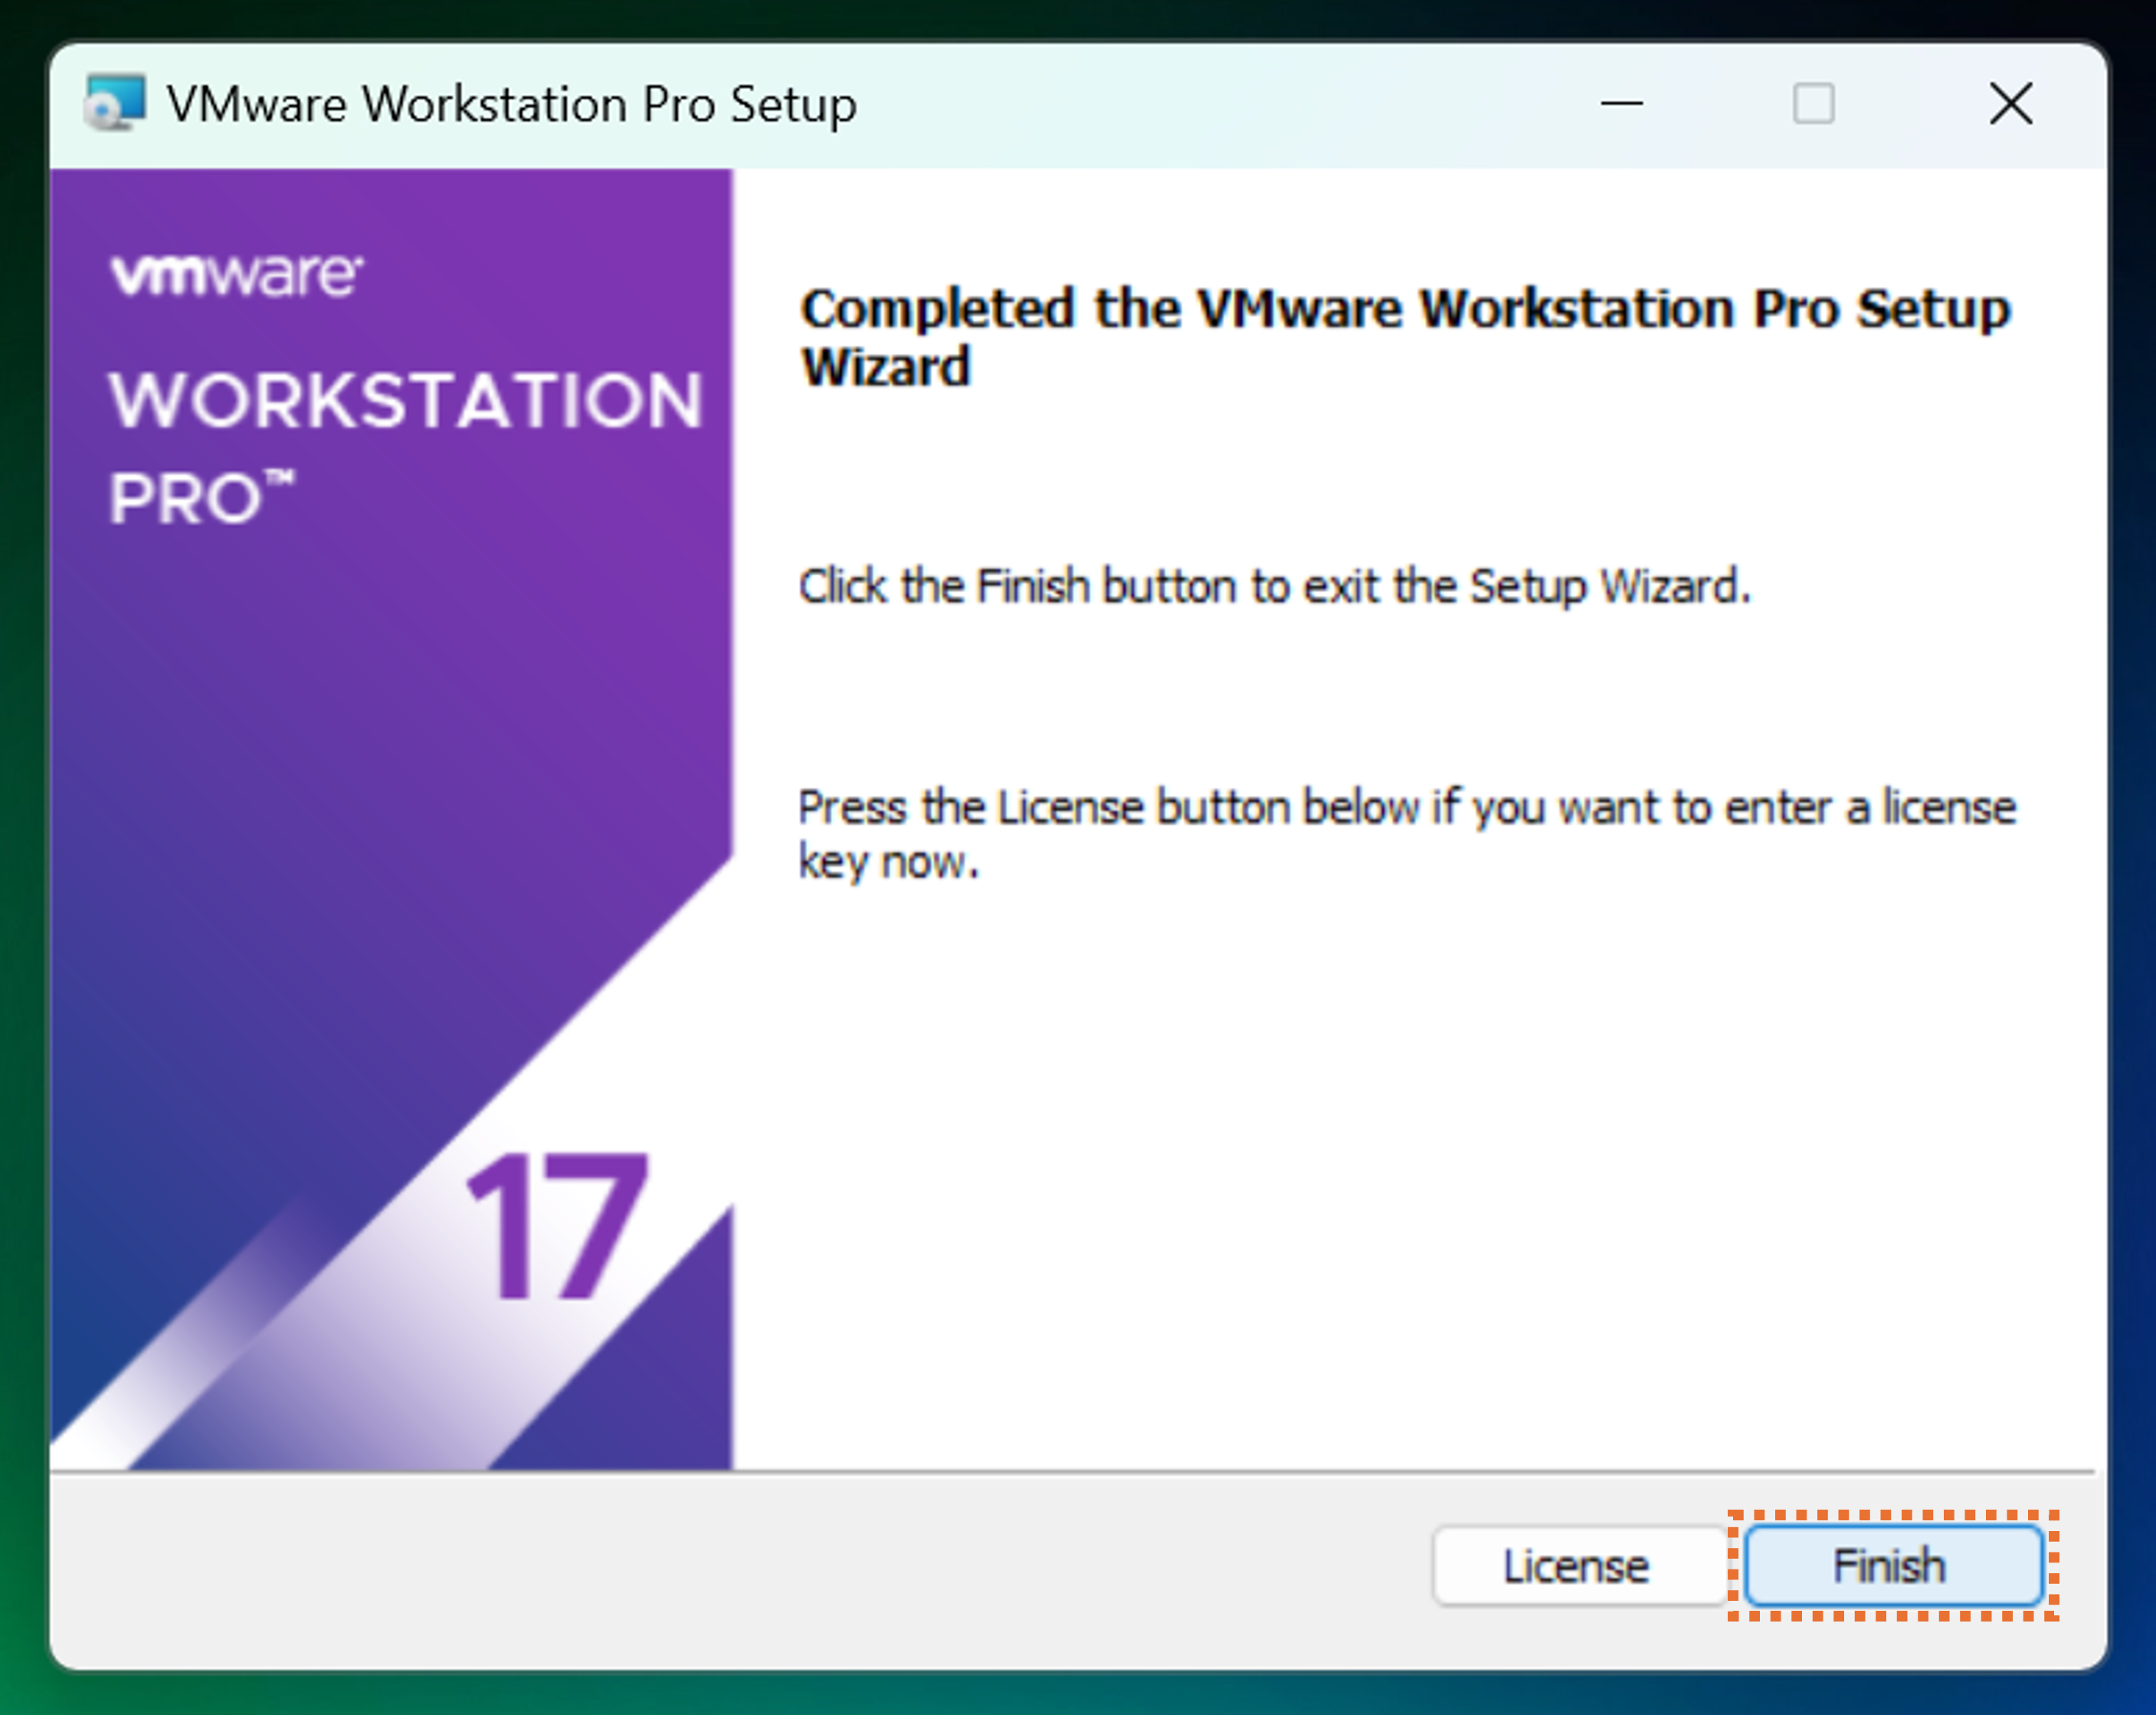 VMware Workstation Pro Setup
vmware®
WORKSTATION
PRO™
Completed the VMware Workstation Pro Setup
Wizard
Click the Finish button to exit the Setup Wizard.
Press the License button below if you want to enter a license
key now.
17
License
Finish